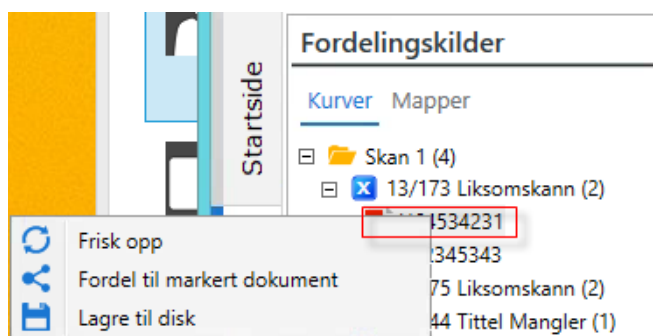 Fordelingskilder
Startside
Kurver Mapper
Skan 1 (4)
13/173 Liksomskann (2)
4534231
Frisk opp
2345343
Fordel til markert dokument
75 Liksomskann (2)
Lagre til disk
44 Tittel Mangler (1)